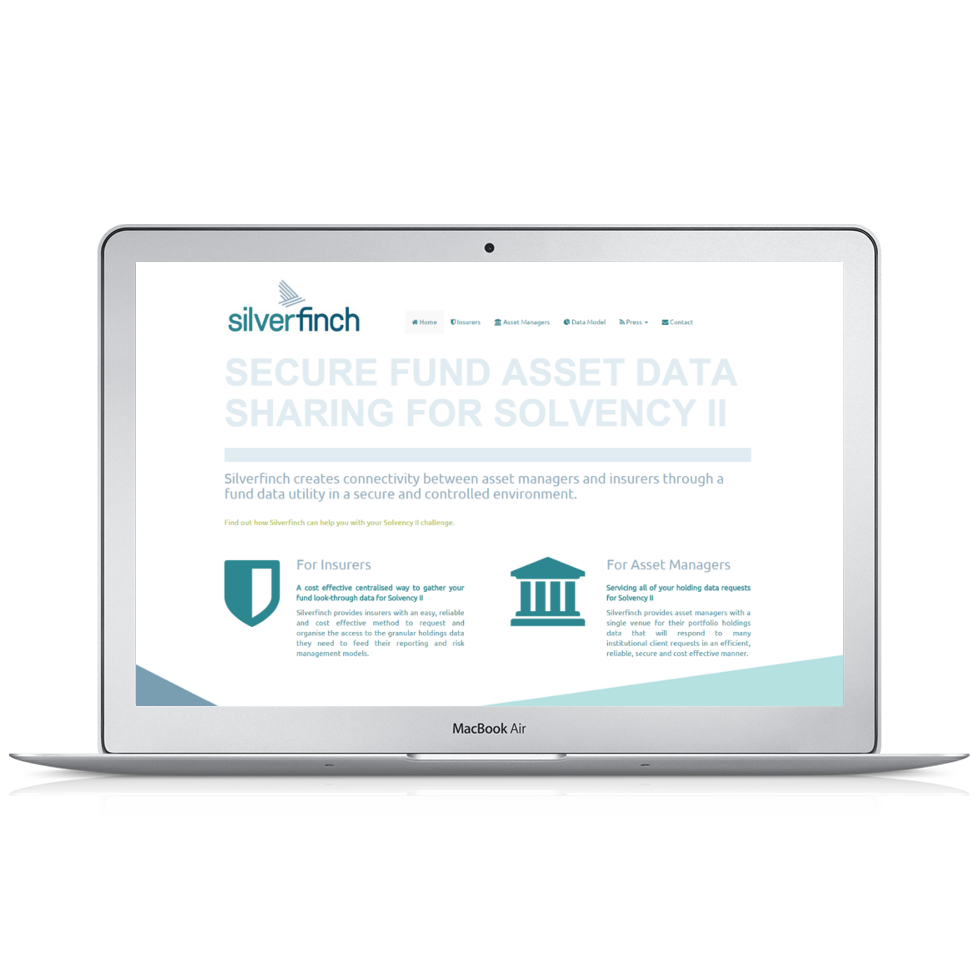 silverfinch
Home Insurers Asset Managers Data Model Press Contact
SECURE FUND ASSET DATA
SHARING FOR SOLVENCY II
Silverfinch creates connectivity between asset managers and insurers through a
fund data utility in a secure and controlled environment.
Find out how Silverfinch can help you with your Solvency II challenge.
For Insurers
A cost effective centralised way to gather your
fund look-through data for Solvency II
Silverfinch provides insurers with an easy, reliable
and cost effective method to request and
organise the access to the granular holdings data
they need to feed their reporting and risk
management models.
For Asset Managers
Servicing all of your holding data requests
for Solvency II
Silverfinch provides asset managers with a
single venue for their portfolio holdings
data that will respond to many
institutional client requests in an efficient,
reliable, secure and cost effective manner.
MacBook Air